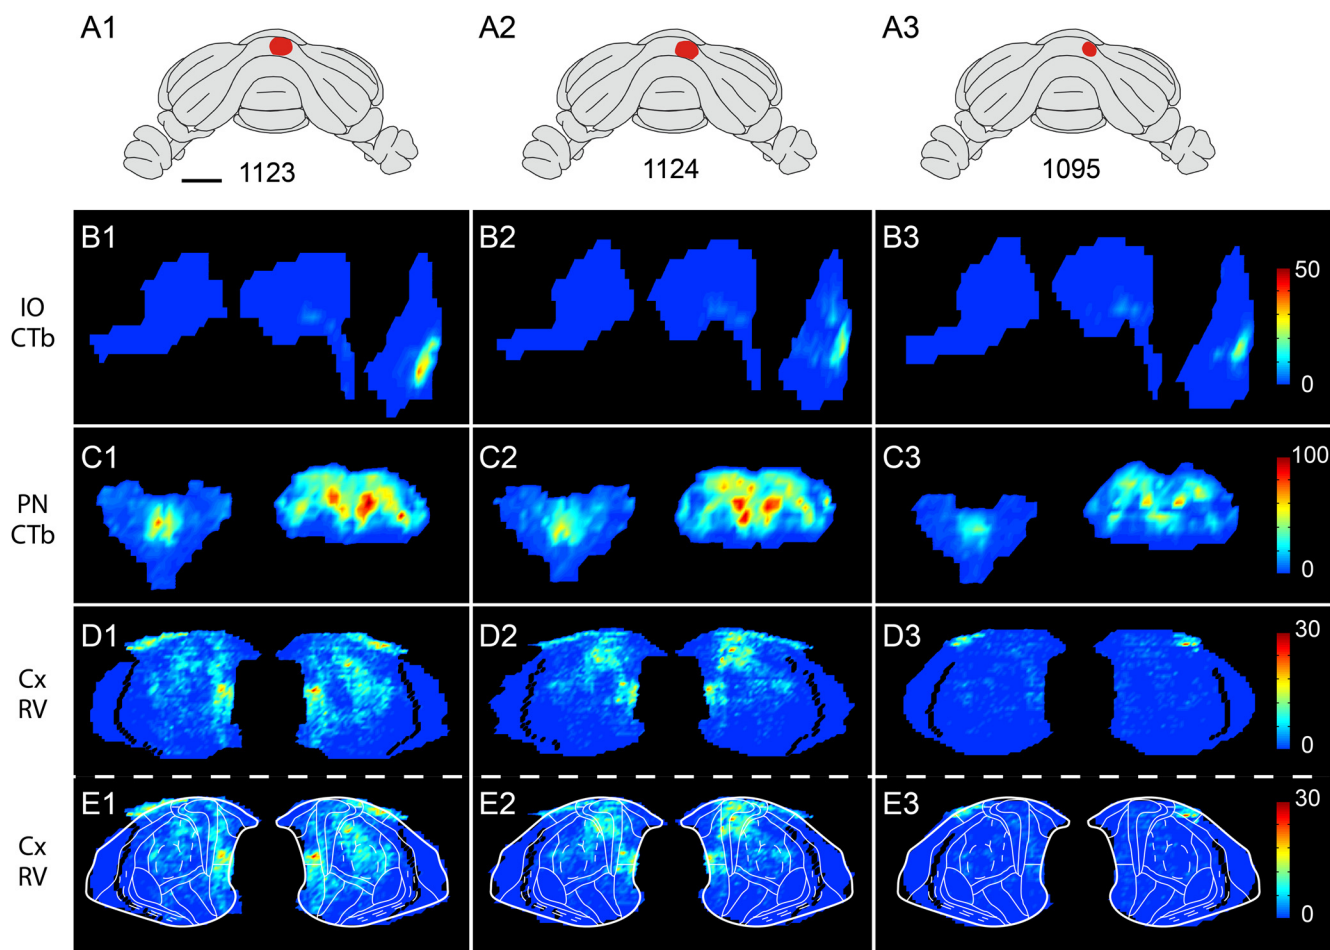 A1 A2 A3
1123 1124 1095
B1 B2 B3
IO
CTb
50
0
C1 C2 C3
PN
CTb
100
0
D1 D2 D3
Cx
RV
30
0
E1 E2 E3
Cx
RV
30
0